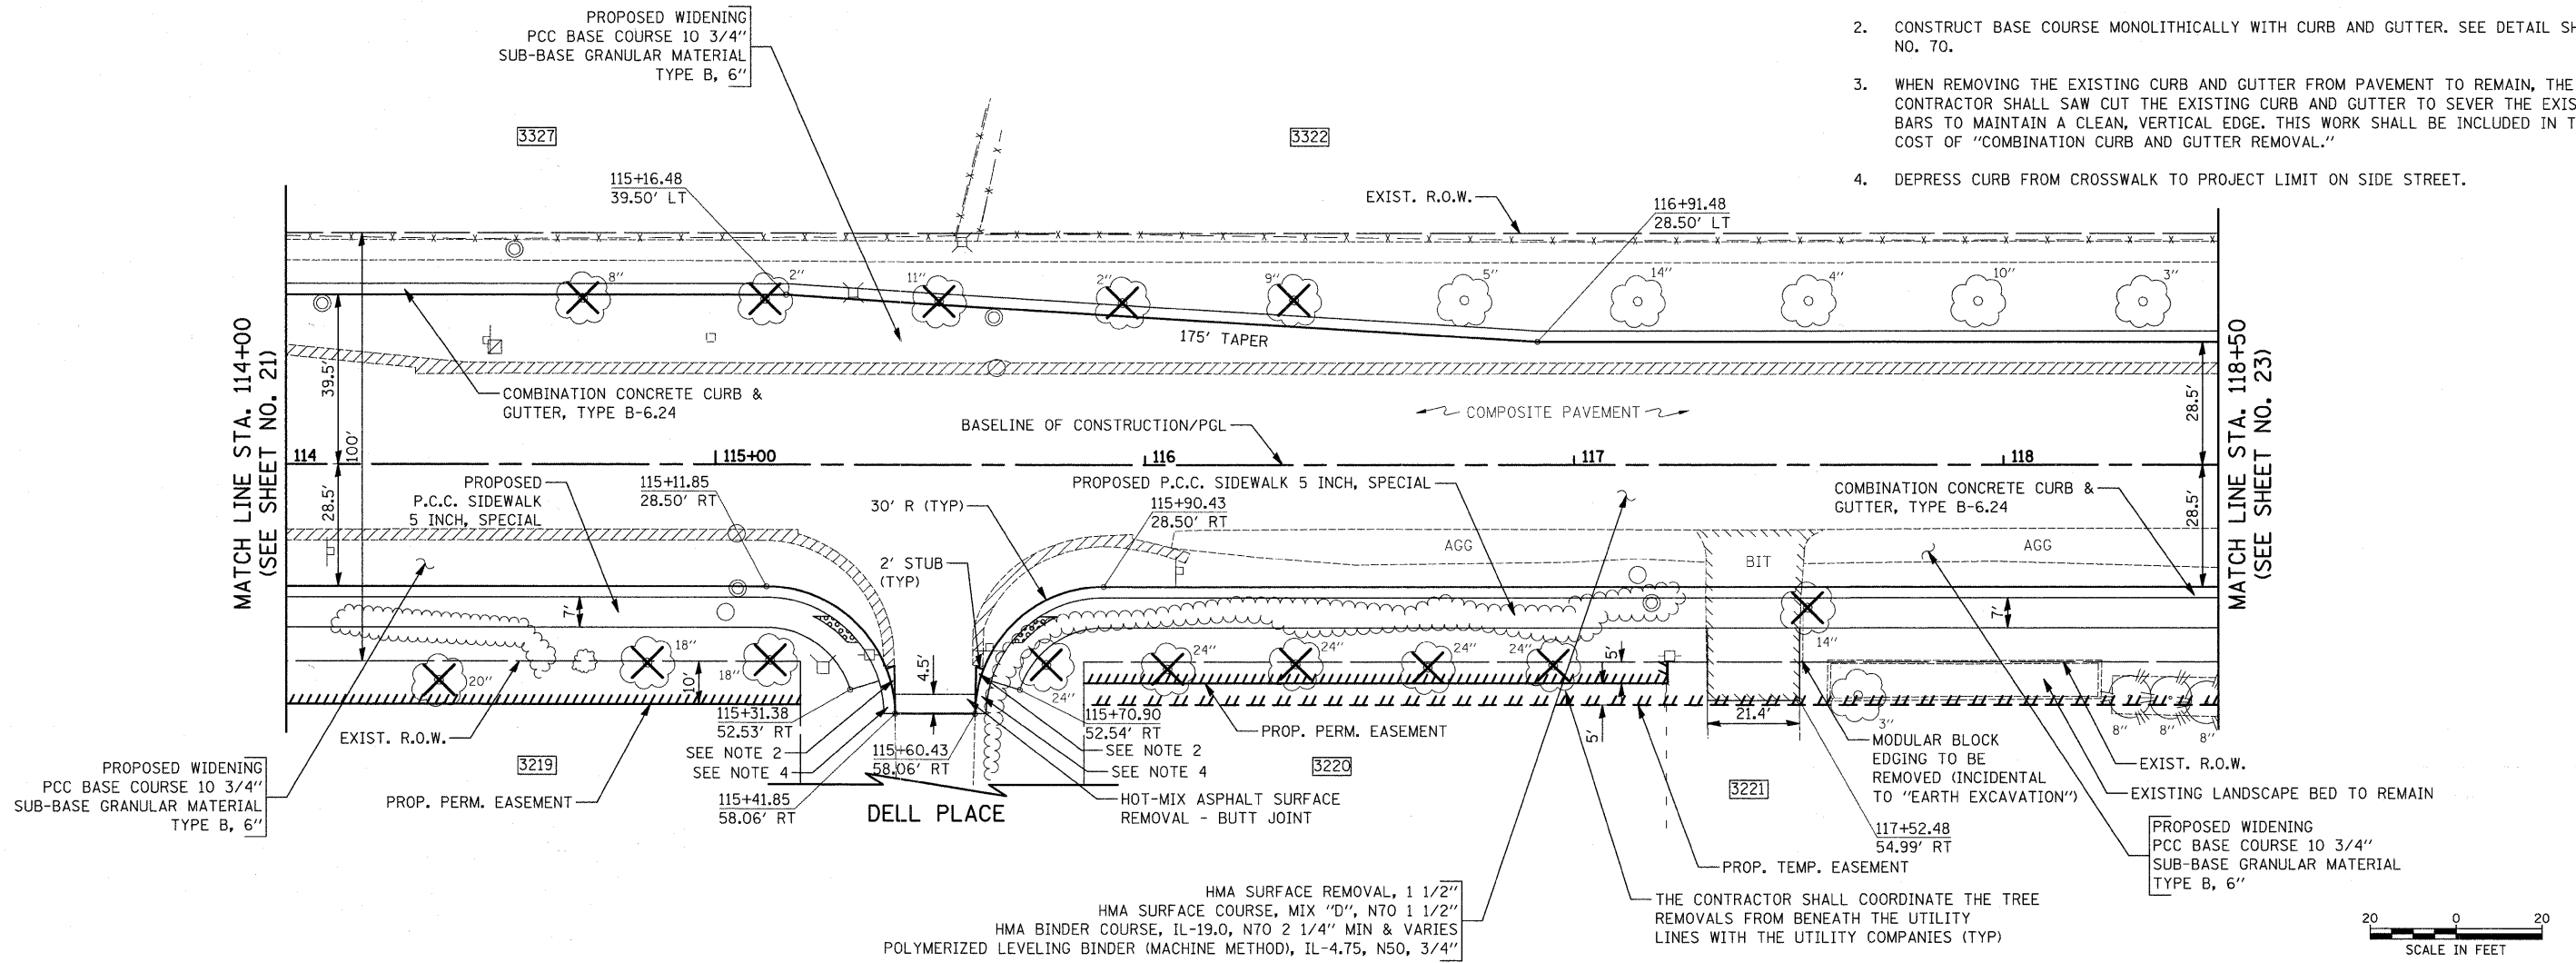 PROPOSED WIDENING
PCC BASE COURSE 10 3/4"
SUB-BASE GRANULAR MATERIAL
TYPE B, 6"
2. CONSTRUCT BASE COURSE MONOLITHICALLY WITH CURB AND GUTTER. SEE DETAIL
NO. 70.
3. WHEN REMOVING THE EXISTING CURB AND GUTTER FROM PAVEMENT TO REMAIN, THE
CONTRACTOR SHALL SAW CUT THE EXISTING CURB AND GUTTER TO SEVER THE
BARS TO MAINTAIN A CLEAN, VERTICAL EDGE. THIS WORK SHALL BE INCLUDED IN
COST OF "COMBINATION CURB AND GUTTER REMOVAL."
4. DEPRESS CURB FROM CROSSWALK TO PROJECT LIMIT ON SIDE STREET.
3327
3322
115+16.48
39.50' LT
EXIST. R.O.W.
116+91.48
28.50' LT
8"
2"
11"
2"
9"
5"
14"
4"
10"
3"
175' TAPER
MATCH LINE STA. 114+00
(SEE SHEET NO. 21)
39.5'
100'
28.5'
COMBINATION CONCRETE CURB &
GUTTER, TYPE B-6.24
COMPOSITE PAVEMENT
BASELINE OF CONSTRUCTION/PGL
28.5'
28.5'
MATCH LINE STA. 118+50
(SEE SHEET NO. 23)
114
115+00
116
117
118
PROPOSED
P.C.C. SIDEWALK
5 INCH, SPECIAL
115+11.85
28.50' RT
30' R (TYP)
PROPOSED P.C.C. SIDEWALK 5 INCH, SPECIAL
115+90.43
28.50' RT
COMBINATION CONCRETE CURB &
GUTTER, TYPE B-6.24
2' STUB
(TYP)
AGG
BIT
AGG
7'
7'
20"
18"
18"
10'
4.5'
24"
24"
24"
24"
24"
5'
5'
14"
21.4'
3"
8"
8"
8"
115+31.38
52.53' RT
SEE NOTE 2
SEE NOTE 4
115+41.85
58.06' RT
115+60.43
58.06' RT
115+70.90
52.54' RT
SEE NOTE 2
SEE NOTE 4
HOT-MIX ASPHALT SURFACE
REMOVAL - BUTT JOINT
PROP. PERM. EASEMENT
EXIST. R.O.W.
3219
PROP. PERM. EASEMENT
PROPOSED WIDENING
PCC BASE COURSE 10 3/4"
SUB-BASE GRANULAR MATERIAL
TYPE B, 6"
DELL PLACE
3220
3221
MODULAR BLOCK
EDGING TO BE
REMOVED (INCIDENTAL
TO "EARTH EXCAVATION")
EXIST. R.O.W.
EXISTING LANDSCAPE BED TO REMAIN
117+52.48
54.99' RT
PROP. TEMP. EASEMENT
PROPOSED WIDENING
PCC BASE COURSE 10 3/4"
SUB-BASE GRANULAR MATERIAL
TYPE B, 6"
HMA SURFACE REMOVAL, 1 1/2"
HMA SURFACE COURSE, MIX "D", N70 1 1/2"
HMA BINDER COURSE, IL-19.0, N70 2 1/4" MIN & VARIES
POLYMERIZED LEVELING BINDER (MACHINE METHOD), IL-4.75, N50, 3/4"
THE CONTRACTOR SHALL COORDINATE THE TREE
REMOVALS FROM BENEATH THE UTILITY
LINES WITH THE UTILITY COMPANIES (TYP)
20 0 20
SCALE IN FEET